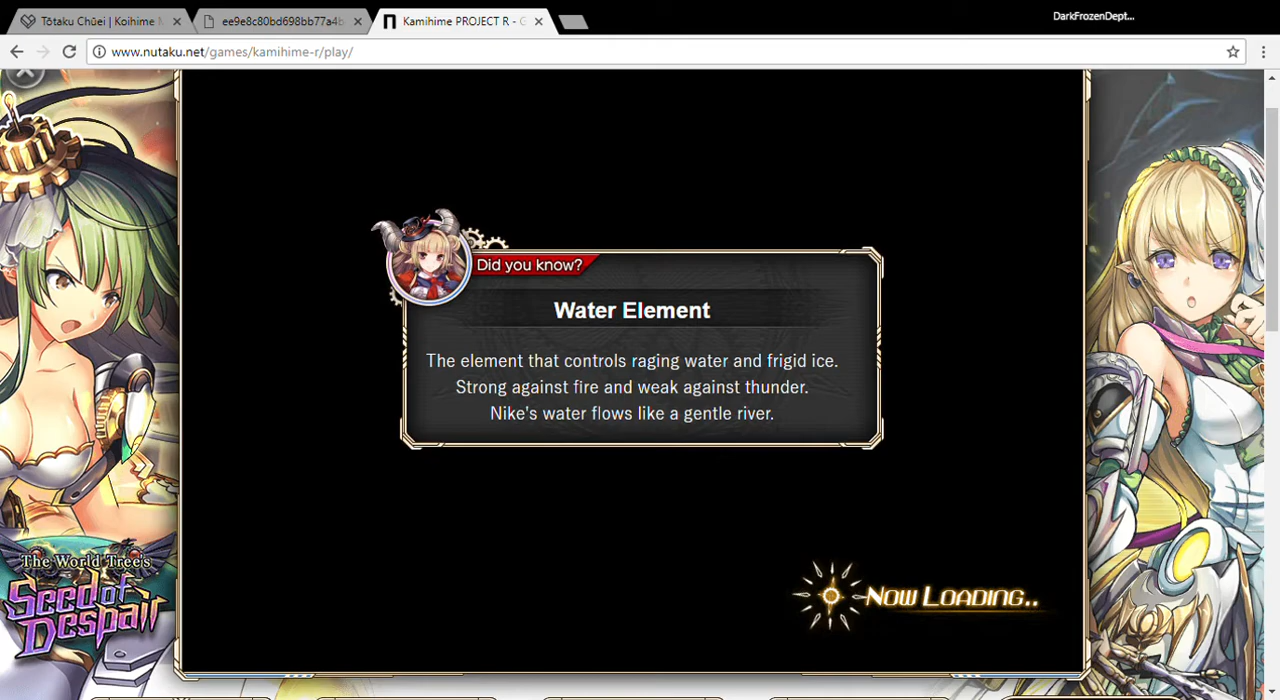 DarkFrozenDept...
Tōtaku Chūei | Koihime
ee9e8c80bd698bb77a4b
Kamihime PROJECT R - G
www.nutaku.net/games/kamihime-r/play/
Did you know?
Water Element
The element that controls raging water and frigid ice.
Strong against fire and weak against thunder.
Nike's water flows like a gentle river.
The World Tree's
Seed of
Despair
Now Loading..